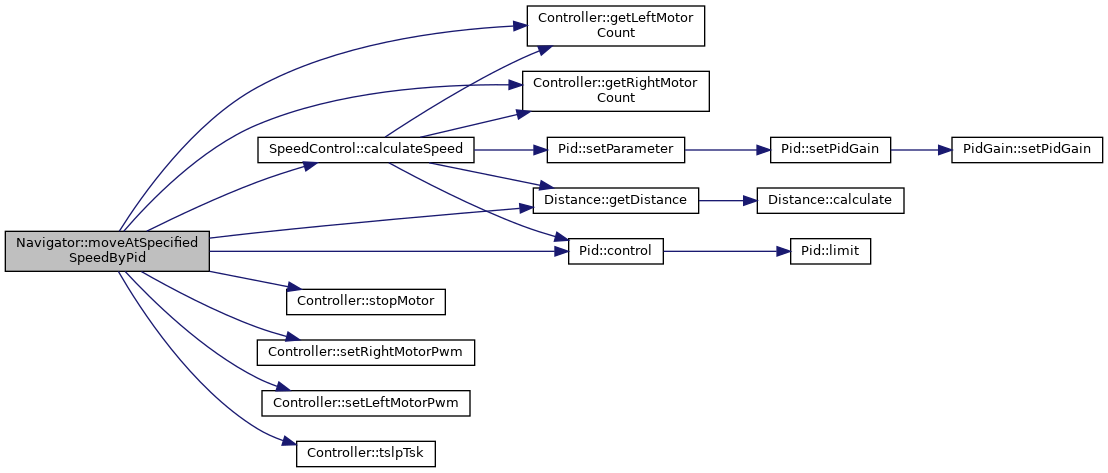 Controller::getLeftMotor
Count
Controller::getRightMotor
Count
SpeedControl::calculateSpeed
Pid::setParameter
Pid::setPidGain
PidGain::setPidGain
Distance::getDistance
Distance::calculate
Navigator::moveAtSpecified
SpeedByPid
Pid::control
Pid::limit
Controller::stopMotor
Controller::setRightMotorPwm
Controller::setLeftMotorPwm
Controller::tslpTsk